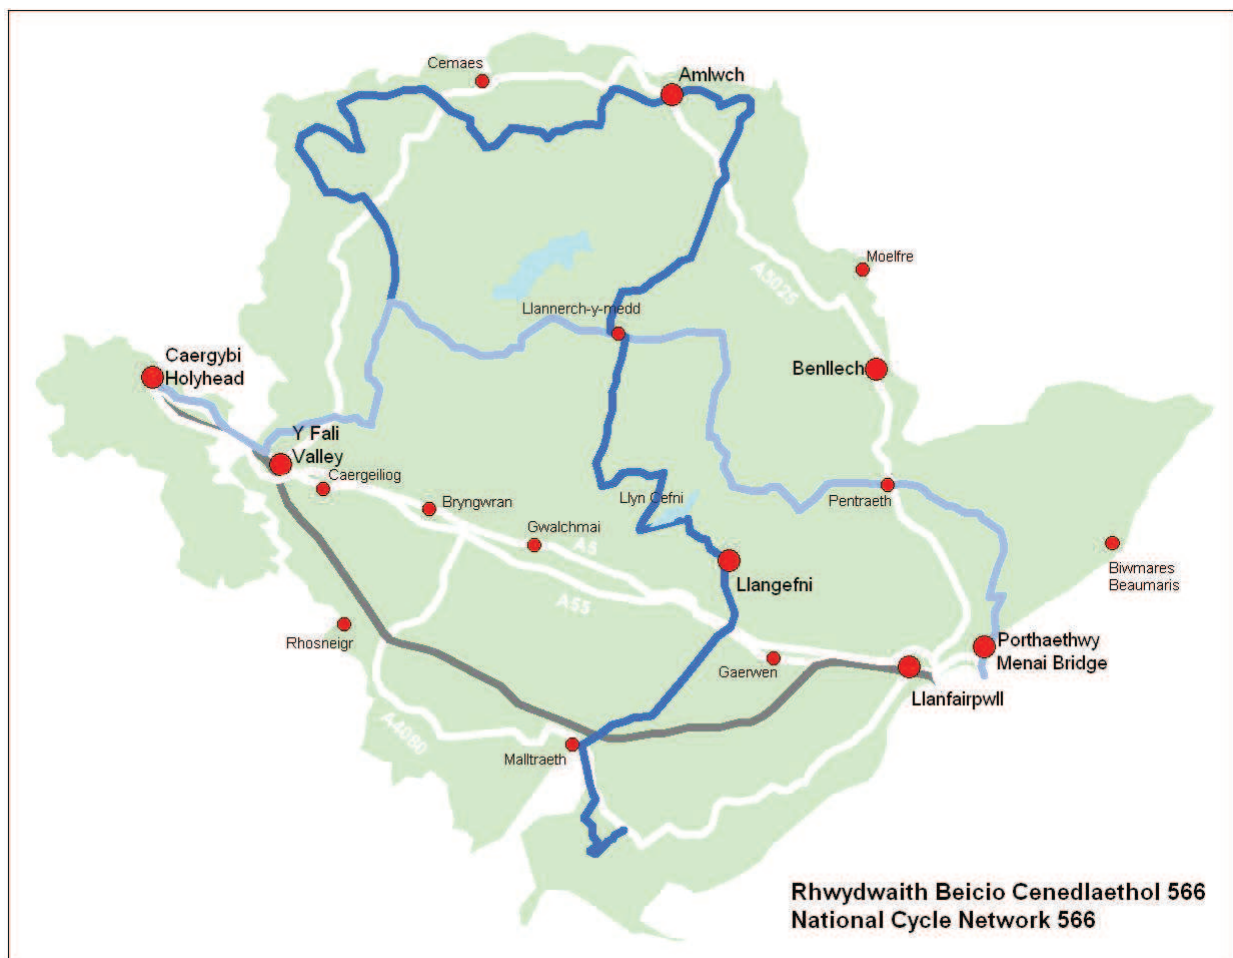 Cemaes
Amlwch
Moelfre
A5025
Llannerch-y-medd
Caergybi
Holyhead
Benllech
Y Fali
Valley
Caergeiliog
Bryngwran
Llyn Cefni
Pentraeth
Gwalchmai
A5
Biwmares
Beaumaris
Llangefni
A55
Rhosneigr
Porthaethwy
Menai Bridge
Gaerwen
Llanfairpwll
A4080
Malltraeth
Rhwydwaith Beicio Cenedlaethol 566
National Cycle Network 566